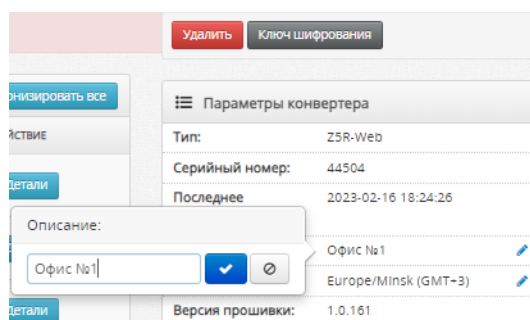 Удалить Ключ шифрования
онизировать все
Параметры конвертера
йствие
Тип: Z5R-Web
Серийный номер: 44504
Детали
Последнее 2023-02-16 18:24:26
Описание:
Офис №1
Офис №1
Europe/Minsk (GMT+3)
Детали
Версия прошивки: 1.0.161